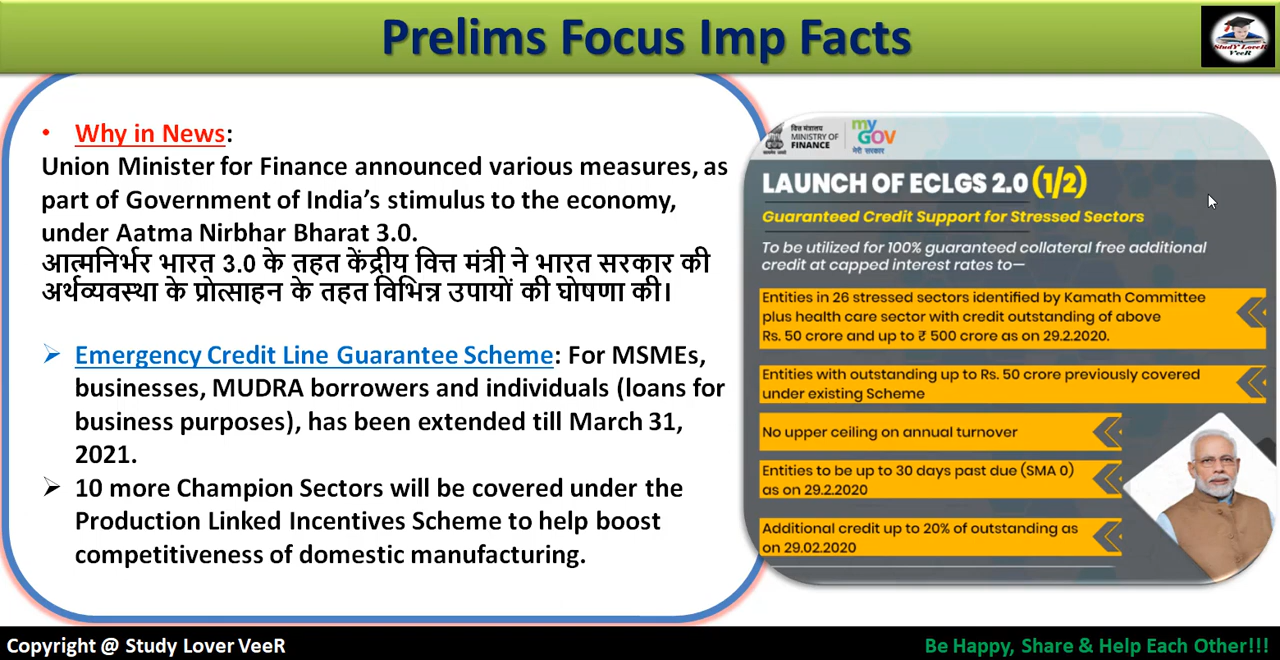 Prelims Focus Imp Facts
StudY LoveR
VeeR
• Why in News:
Union Minister for Finance announced various measures, as
part of Government of India's stimulus to the economy,
under Aatma Nirbhar Bharat 3.0.
आत्मनिर्भर भारत 3.0 के तहत केंद्रीय वित्त मंत्री ने भारत सरकार की
अर्थव्यवस्था के प्रोत्साहन के तहत विभिन्न उपायों की घोषणा की।
➢ Emergency Credit Line Guarantee Scheme: For MSMEs,
businesses, MUDRA borrowers and individuals (loans for
business purposes), has been extended till March 31,
2021.
➢ 10 more Champion Sectors will be covered under the
Production Linked Incentives Scheme to help boost
competitiveness of domestic manufacturing.
वित्त मंत्रालय
MINISTRY OF
FINANCE
my
GOV
मेरी सरकार
LAUNCH OF ECLGS 2.0 (1/2)
Guaranteed Credit Support for Stressed Sectors
To be utilized for 100% guaranteed collateral free additional
credit at capped interest rates to—
Entities in 26 stressed sectors identified by Kamath Committee
plus health care sector with credit outstanding of above
Rs. 50 crore and up to ₹ 500 crore as on 29.2.2020.
Entities with outstanding up to Rs. 50 crore previously covered
under existing Scheme
No upper ceiling on annual turnover
Entities to be up to 30 days past due (SMA 0)
as on 29.2.2020
Additional credit up to 20% of outstanding as
on 29.02.2020
Copyright @ Study Lover VeeR
Be Happy, Share & Help Each Other!!!